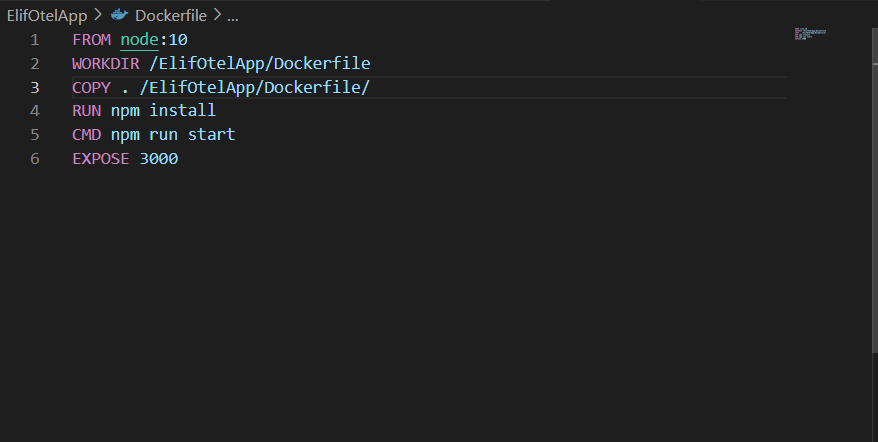 ElifOtelApp > Dockerfile > ...
1 FROM node:10
2 WORKDIR /ElifOtelApp/Dockerfile
3 COPY . /ElifOtelApp/Dockerfile/
4 RUN npm install
5 CMD npm run start
6 EXPOSE 3000